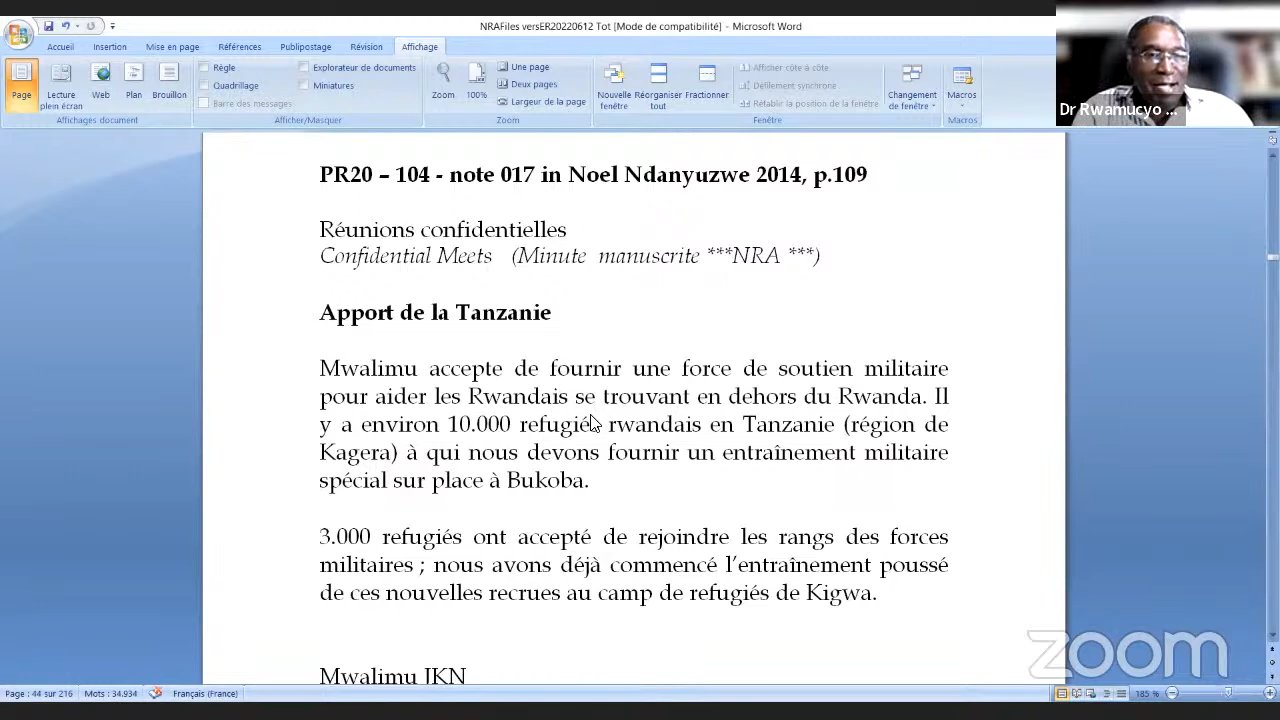 NRAFiles versER20220612 Tot [Mode de compatibilité] - Microsoft Word
Accueil Insertion Mise en page Références Publipostage Révision Affichage
Page
Lecture plein écran
Web
Plan
Brouillon
Affichages document
Règle
Quadrillage
Barre des messages
Explorateur de documents
Miniatures
Afficher/Masquer
Zoom
100%
Une page
Deux pages
Largeur de la page
Zoom
Nouvelle fenêtre
Réorganiser tout
Fractionner
Afficher côte à côte
Défilement synchrone
Rétablir la position de la fenêtre
Changement de fenêtre
Fenêtre
Macros
Macros
Dr Rwamucyo ...
PR20 – 104 - note 017 in Noel Ndanyuzwe 2014, p.109
Réunions confidentielles
Confidential Meets (Minute manuscrite ***NRA ***)
Apport de la Tanzanie
Mwalimu accepte de fournir une force de soutien militaire
pour aider les Rwandais se trouvant en dehors du Rwanda. Il
y a environ 10.000 refugiés rwandais en Tanzanie (région de
Kagera) à qui nous devons fournir un entraînement militaire
spécial sur place à Bukoba.
3.000 refugiés ont accepté de rejoindre les rangs des forces
militaires ; nous avons déjà commencé l’entraînement poussé
de ces nouvelles recrues au camp de refugiés de Kigwa.
Mwalimu JKN
zoom
Page : 44 sur 216 Mots : 34.934 Français (France) 185 %